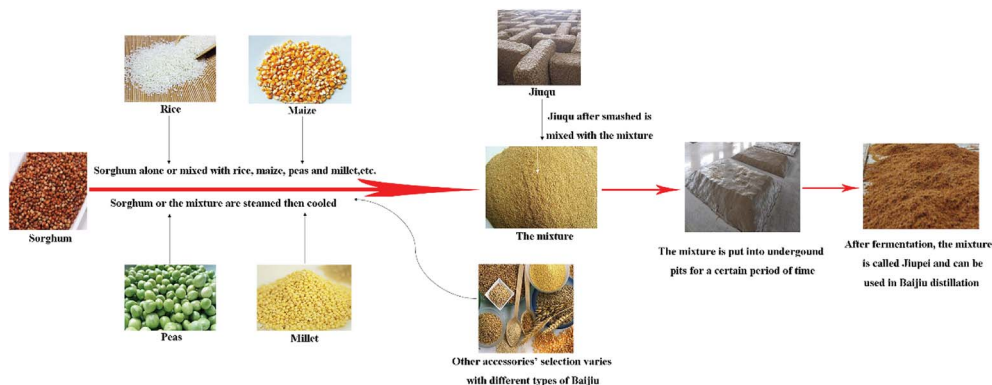 Rice
Maize
Jiuqu
Jiuqu after smashed is
mixed with the mixture
Sorghum alone or mixed with rice, maize, peas and millet,etc.
Sorghum or the mixture are steamed then cooled
Sorghum
The mixture
The mixture is put into undergound
pits for a certain period of time
After fermentation, the mixture
is called Jiupei and can be
used in Baijiu distillation
Peas
Millet
Other accessories' selection varies
with different types of Baijiu